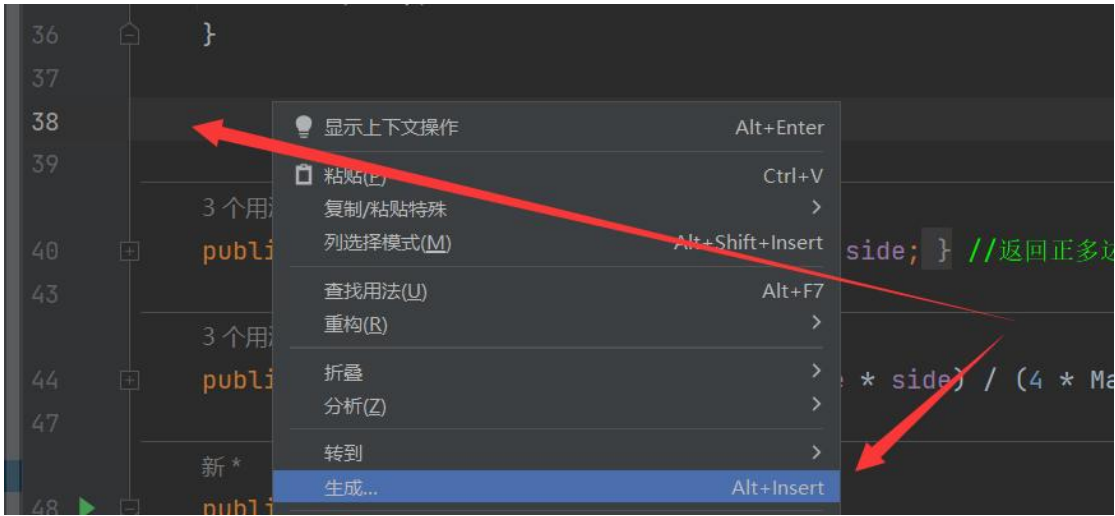 36 }
37
38
显示上下文操作 Alt+Enter
39
粘贴(P) Ctrl+V
3 个用
复制/粘贴特殊
列选择模式(M) Alt+Shift+Insert
40 publi side; } //返回正多
43
查找用法(U) Alt+F7
重构(R)
3 个用
折叠
44 publi * side) / (4 * Ma
分析(Z)
47
转到
新 *
生成... Alt+Insert
48 publi